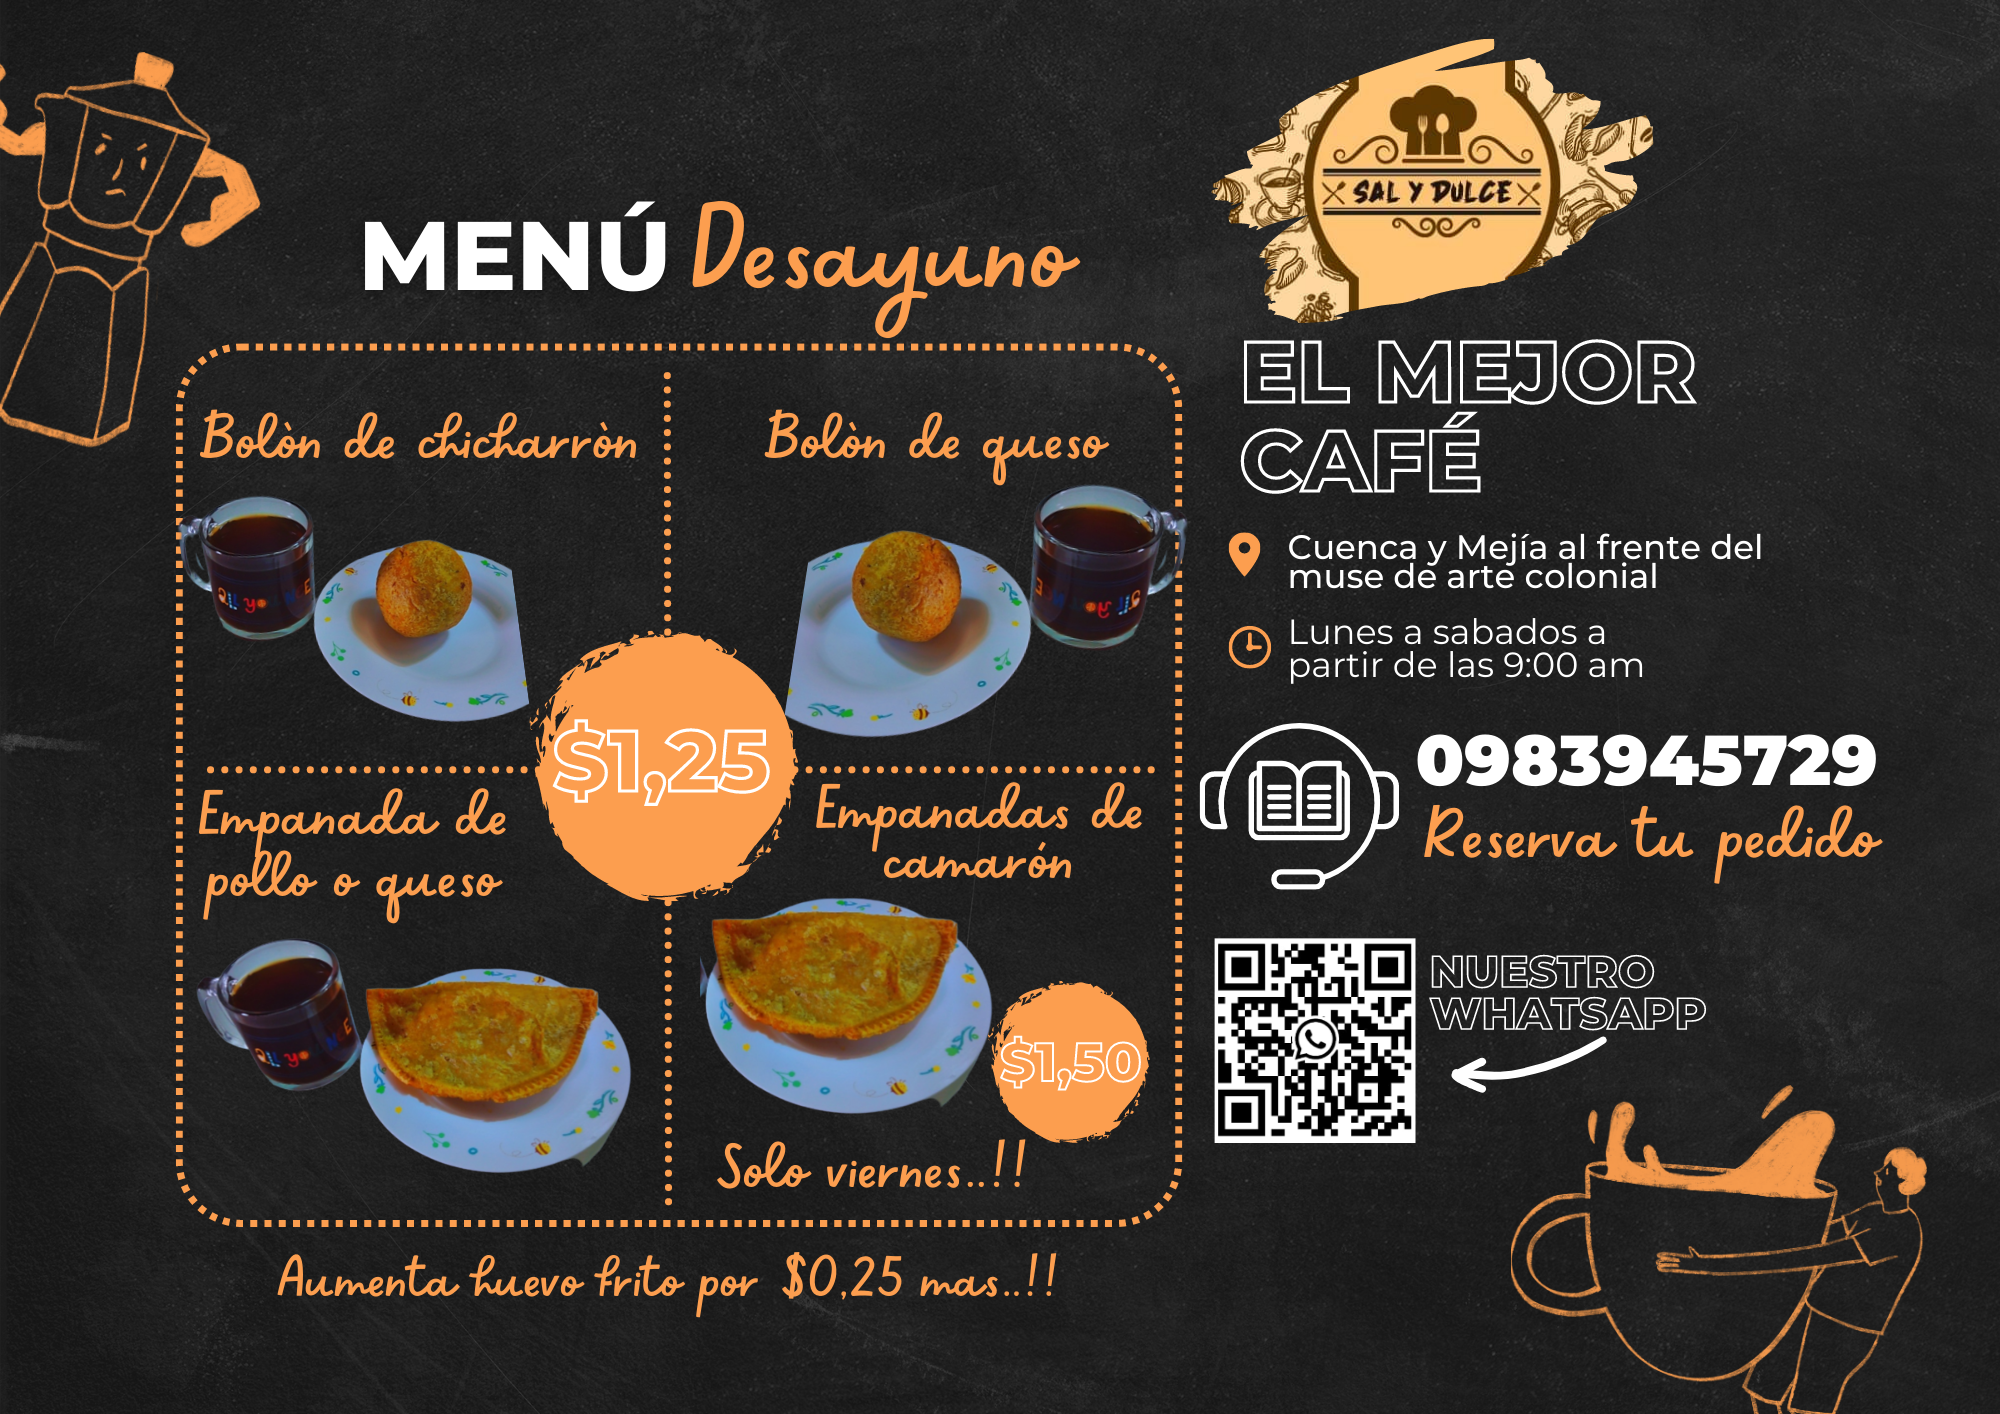 SAL Y DULCE
MENÚ Desayuno
Bolòn de chicharròn
Bolòn de queso
$1,25
Empanada de
pollo o queso
Empanadas de
camarón
$1,50
Solo viernes..!!
Aumenta huevo frito por $0,25 mas..!!
EL MEJOR
CAFÉ
Cuenca y Mejía al frente del
muse de arte colonial
Lunes a sabados a
partir de las 9:00 am
0983945729
Reserva tu pedido
NUESTRO
WHATSAPP